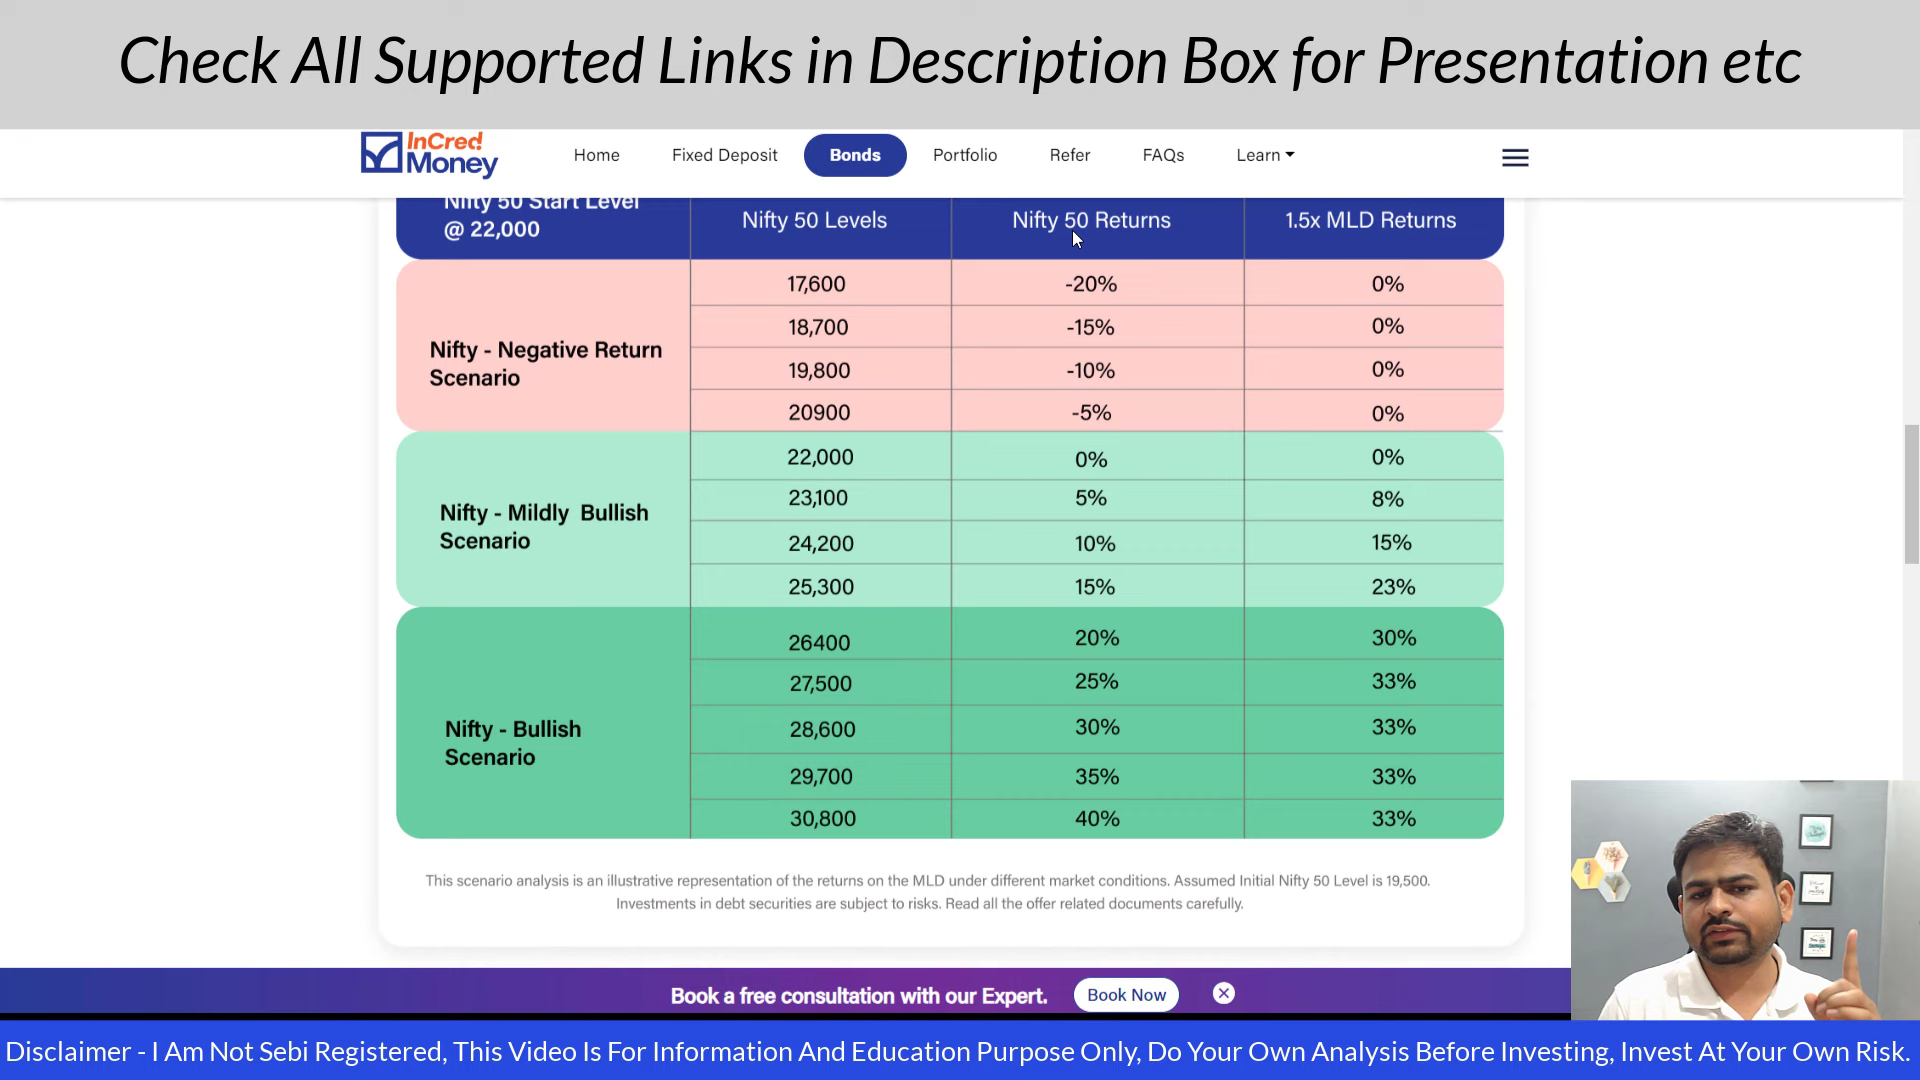 Check All Supported Links in Description Box for Presentation etc
InCred! Money
Home Fixed Deposit Bonds Portfolio Refer FAQs Learn
Nifty 50 Start Level @ 22,000 Nifty 50 Levels Nifty 50 Returns 1.5x MLD Returns
Nifty - Negative Return Scenario
17,600 -20% 0%
18,700 -15% 0%
19,800 -10% 0%
20900 -5% 0%
Nifty - Mildly Bullish Scenario
22,000 0% 0%
23,100 5% 8%
24,200 10% 15%
25,300 15% 23%
Nifty - Bullish Scenario
26400 20% 30%
27,500 25% 33%
28,600 30% 33%
29,700 35% 33%
30,800 40% 33%
This scenario analysis is an illustrative representation of the returns on the MLD under different market conditions. Assumed Initial Nifty 50 Level is 19,500.
Investments in debt securities are subject to risks. Read all the offer related documents carefully.
Book a free consultation with our Expert. Book Now
Disclaimer - I Am Not Sebi Registered, This Video Is For Information And Education Purpose Only, Do Your Own Analysis Before Investing, Invest At Your Own Risk.